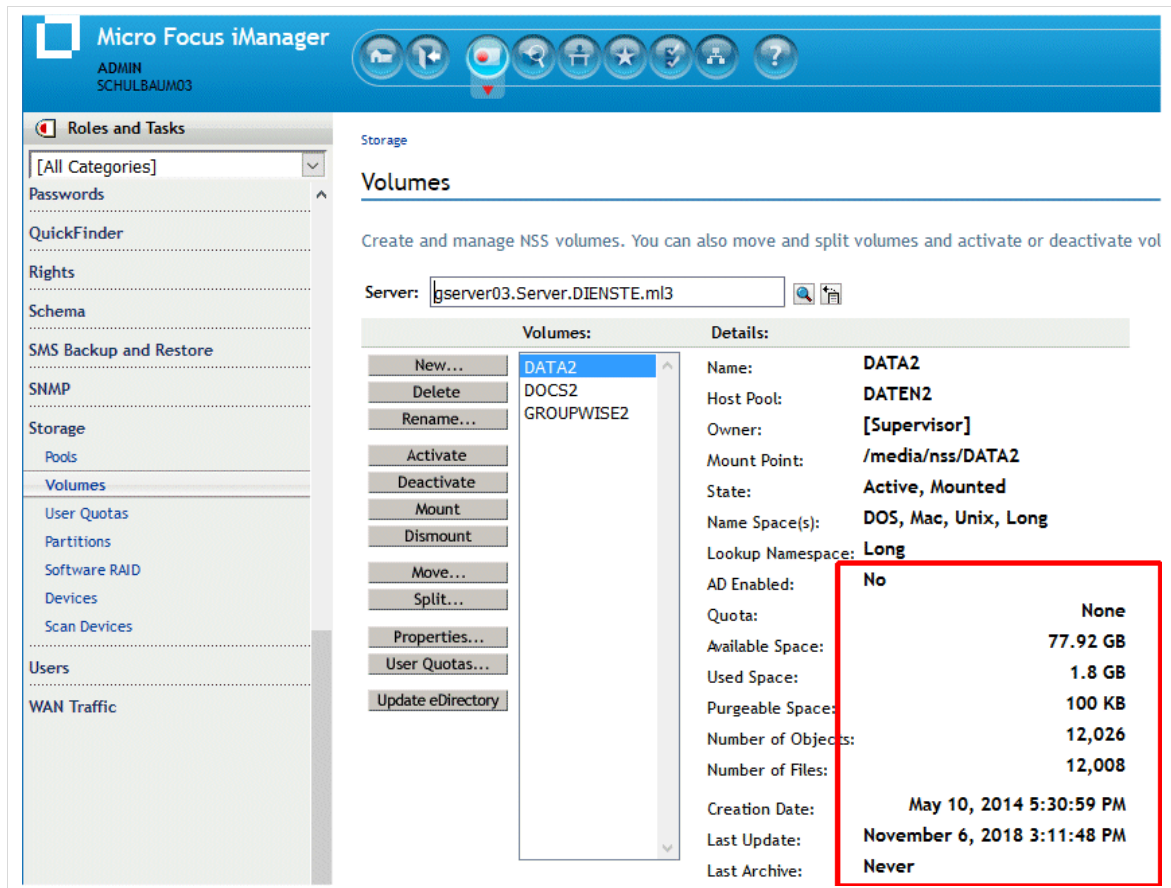 Micro Focus iManager
ADMIN
SCHULBAUM03
Roles and Tasks
[All Categories]
Passwords
QuickFinder
Rights
Schema
SMS Backup and Restore
SNMP
Storage
Pools
Volumes
User Quotas
Partitions
Software RAID
Devices
Scan Devices
Users
WAN Traffic
Storage
Volumes
Create and manage NSS volumes. You can also move and split volumes and activate or deactivate vol
Server: gserver03.Server.DIENSTE.ml3
Volumes: Details:
New...
Delete
Rename...
Activate
Deactivate
Mount
Dismount
Move...
Split...
Properties...
User Quotas...
Update eDirectory
DATA2
DOCS2
GROUPWISE2
Name: DATA2
Host Pool: DATEN2
Owner: [Supervisor]
Mount Point: /media/nss/DATA2
State: Active, Mounted
Name Space(s): DOS, Mac, Unix, Long
Lookup Namespace: Long
AD Enabled: No
Quota: None
Available Space: 77.92 GB
Used Space: 1.8 GB
Purgeable Space: 100 KB
Number of Objects: 12,026
Number of Files: 12,008
Creation Date: May 10, 2014 5:30:59 PM
Last Update: November 6, 2018 3:11:48 PM
Last Archive: Never